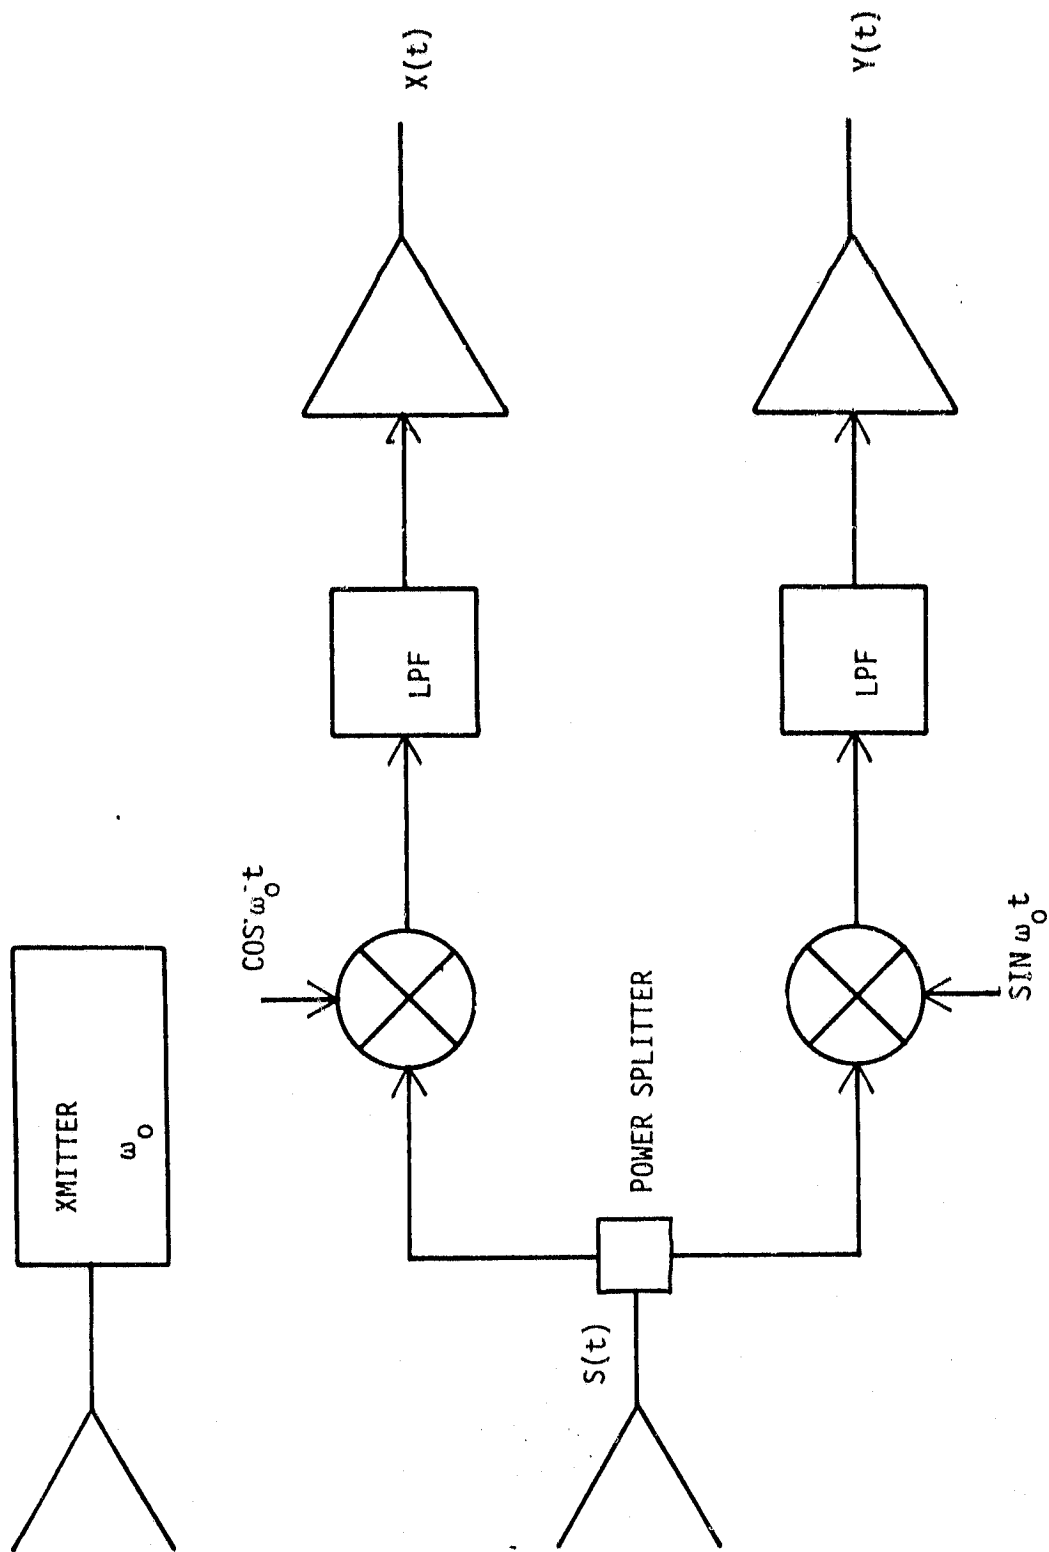 XMITTER
ω₀
COS ω₀t
LPF
X(t)
S(t)
POWER SPLITTER
SIN ω₀t
LPF
Y(t)